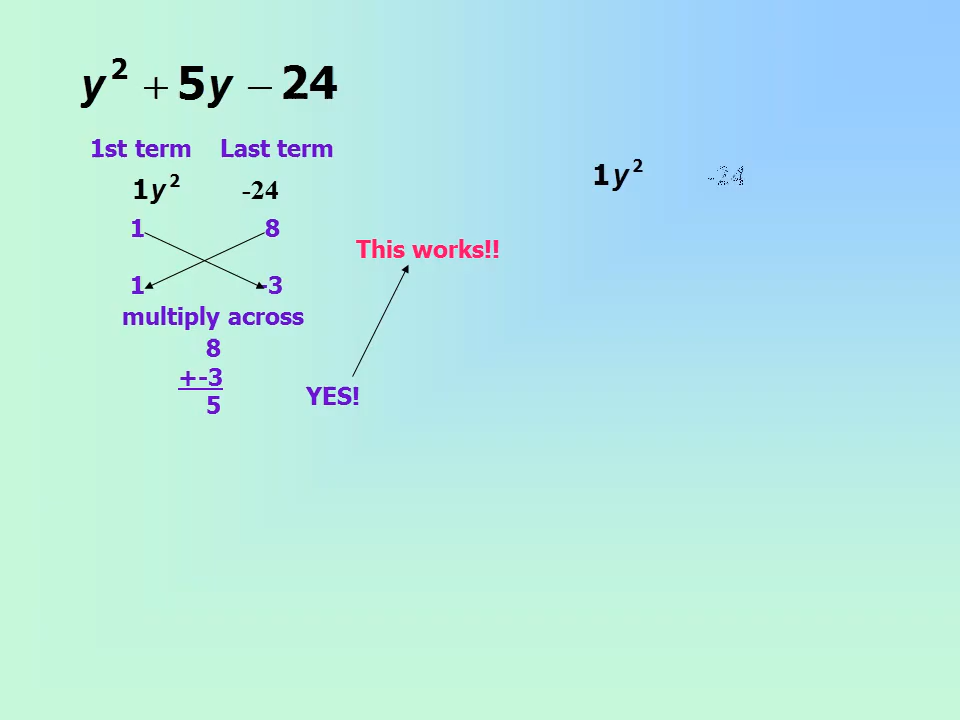 y² + 5y − 24
1st term Last term
1y² -24
1 8
1 -3
multiply across
8
+-3
5
This works!!
YES!
1y² -24